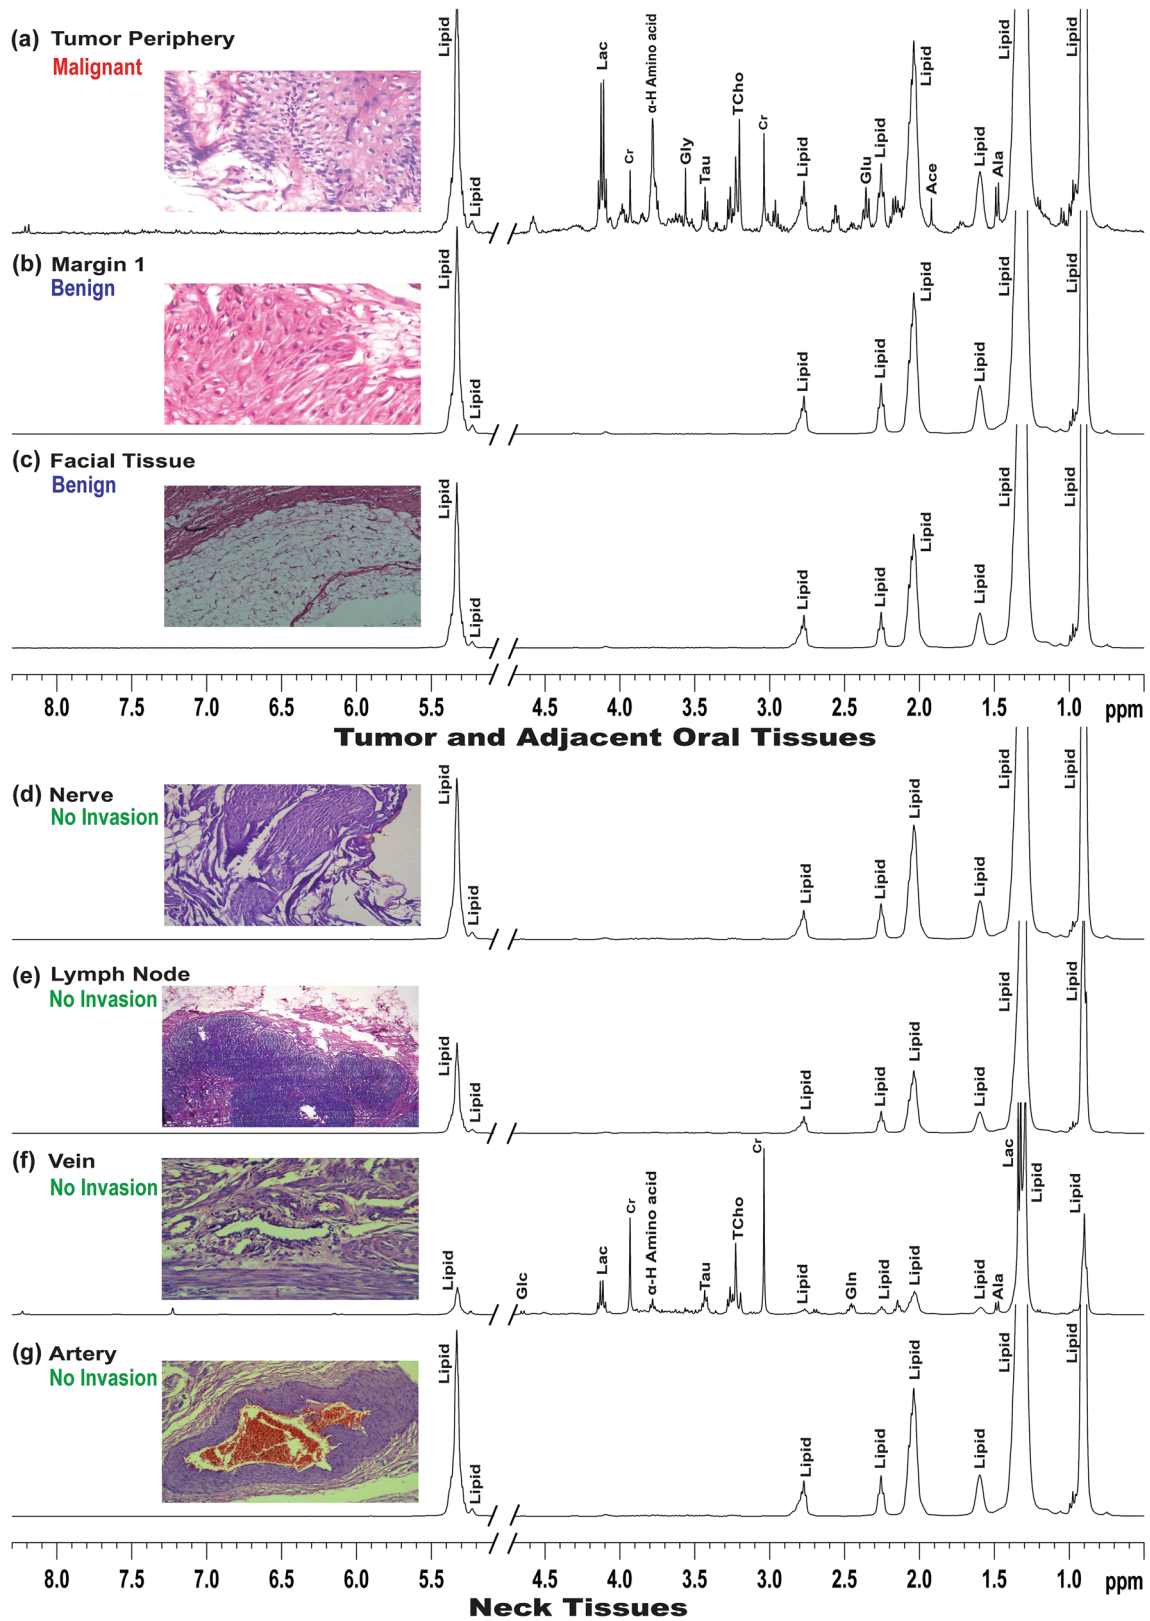 (a) Tumor Periphery
Malignant
Lipid
Lipid
Lac
Cr
α-H Amino acid
Gly
Tau
TCho
Cr
Lipid
Glu
Lipid
Lipid
Ace
Lipid
Ala
Lipid
Lipid
(b) Margin 1
Benign
Lipid
Lipid
Lipid
Lipid
Lipid
Lipid
Lipid
Lipid
(c) Facial Tissue
Benign
Lipid
Lipid
Lipid
Lipid
Lipid
Lipid
Lipid
Lipid
8.0 7.5 7.0 6.5 6.0 5.5 4.5 4.0 3.5 3.0 2.5 2.0 1.5 1.0 ppm
Tumor and Adjacent Oral Tissues
(d) Nerve
No Invasion
Lipid
Lipid
Lipid
Lipid
Lipid
Lipid
Lipid
Lipid
(e) Lymph Node
No Invasion
Lipid
Lipid
Lipid
Lipid
Lipid
Lipid
Lipid
Lipid
(f) Vein
No Invasion
Lipid
Glc
Lac
Cr
α-H Amino acid
Tau
TCho
Cr
Lipid
Gln
Lipid
Lipid
Lipid
Ala
Lac
Lipid
Lipid
(g) Artery
No Invasion
Lipid
Lipid
Lipid
Lipid
Lipid
Lipid
Lipid
Lipid
8.0 7.5 7.0 6.5 6.0 5.5 4.5 4.0 3.5 3.0 2.5 2.0 1.5 1.0 ppm
Neck Tissues